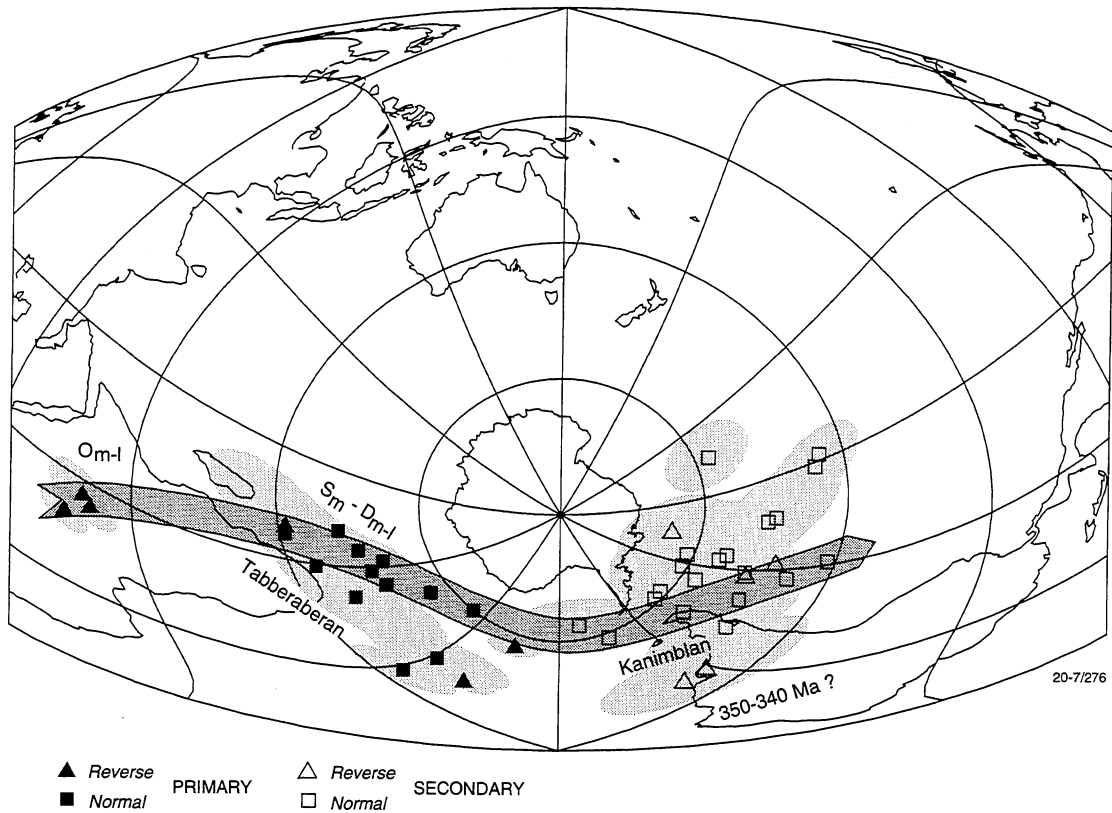 Om-l
Sm - Dm-l
Tabberaberan
Kanimblan
350-340 Ma ?
20-7/276
Reverse PRIMARY Reverse SECONDARY
Normal Normal